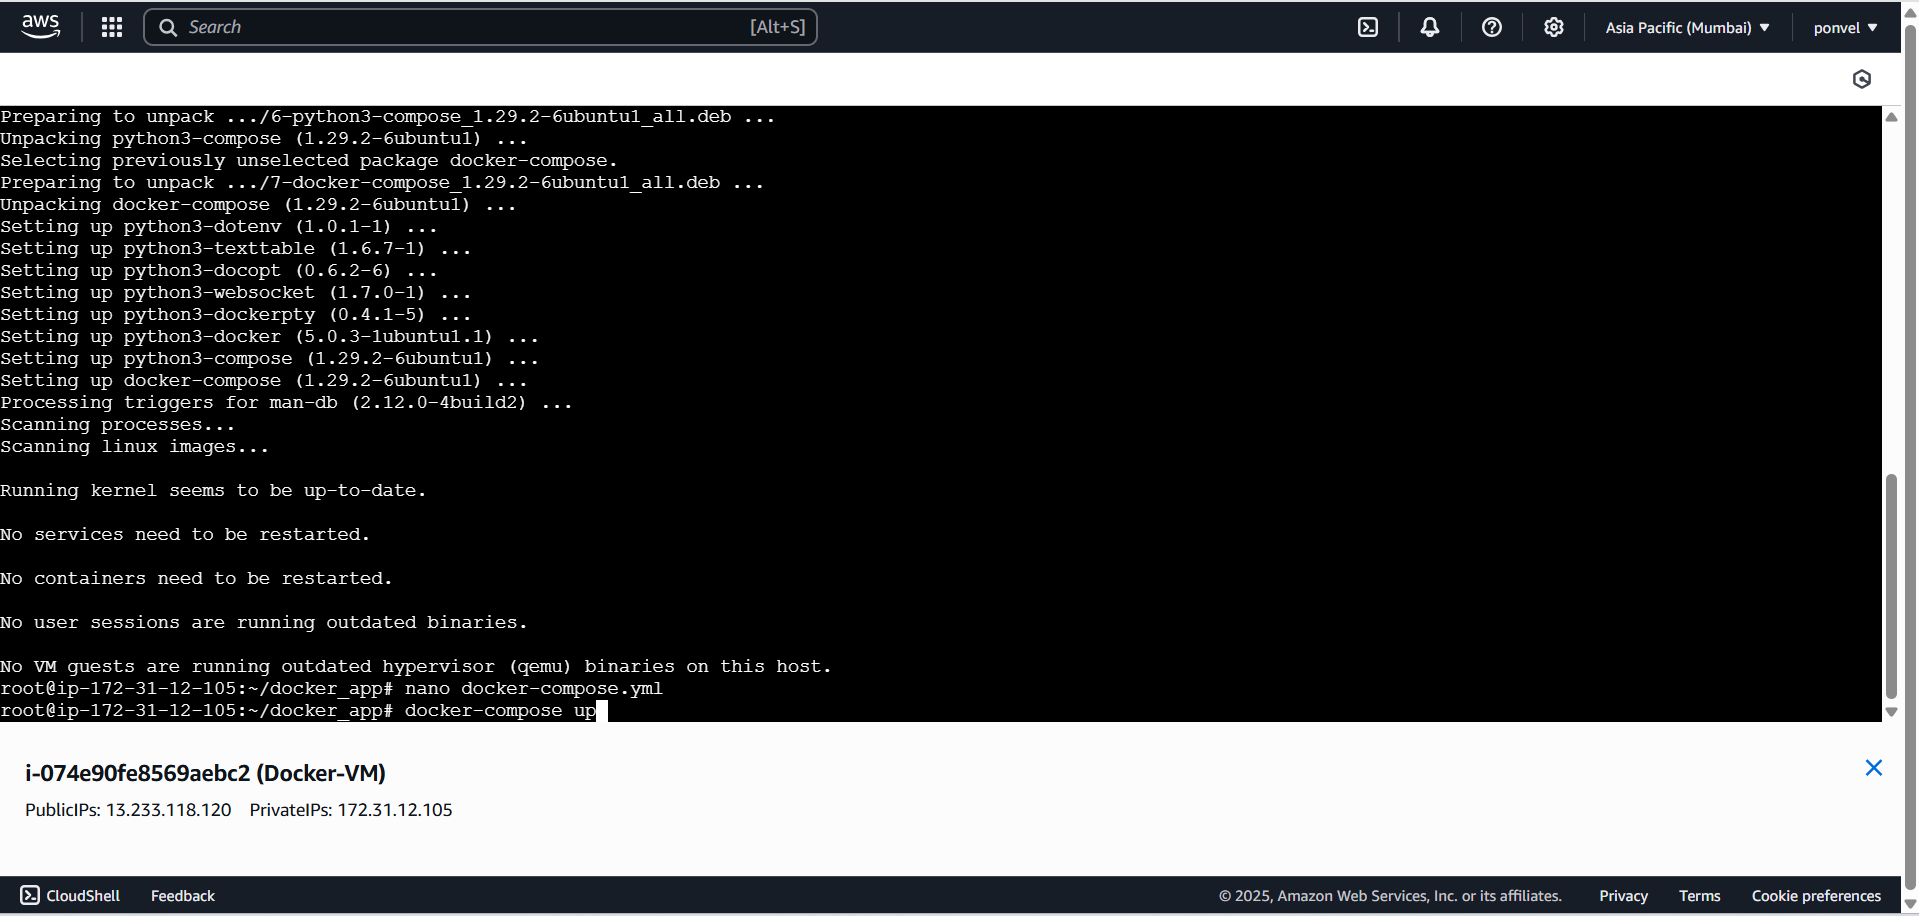 aws
Search [Alt+S]
Asia Pacific (Mumbai) ▼
ponvel ▼
Preparing to unpack .../6-python3-compose_1.29.2-6ubuntu1_all.deb ...
Unpacking python3-compose (1.29.2-6ubuntu1) ...
Selecting previously unselected package docker-compose.
Preparing to unpack .../7-docker-compose_1.29.2-6ubuntu1_all.deb ...
Unpacking docker-compose (1.29.2-6ubuntu1) ...
Setting up python3-dotenv (1.0.1-1) ...
Setting up python3-texttable (1.6.7-1) ...
Setting up python3-docopt (0.6.2-6) ...
Setting up python3-websocket (1.7.0-1) ...
Setting up python3-dockerpty (0.4.1-5) ...
Setting up python3-docker (5.0.3-1ubuntu1.1) ...
Setting up python3-compose (1.29.2-6ubuntu1) ...
Setting up docker-compose (1.29.2-6ubuntu1) ...
Processing triggers for man-db (2.12.0-4build2) ...
Scanning processes...
Scanning linux images...
Running kernel seems to be up-to-date.
No services need to be restarted.
No containers need to be restarted.
No user sessions are running outdated binaries.
No VM guests are running outdated hypervisor (qemu) binaries on this host.
root@ip-172-31-12-105:~/docker_app# nano docker-compose.yml
root@ip-172-31-12-105:~/docker_app# docker-compose up
i-074e90fe8569aebc2 (Docker-VM)
PublicIPs: 13.233.118.120 PrivateIPs: 172.31.12.105
CloudShell Feedback © 2025, Amazon Web Services, Inc. or its affiliates. Privacy Terms Cookie preferences